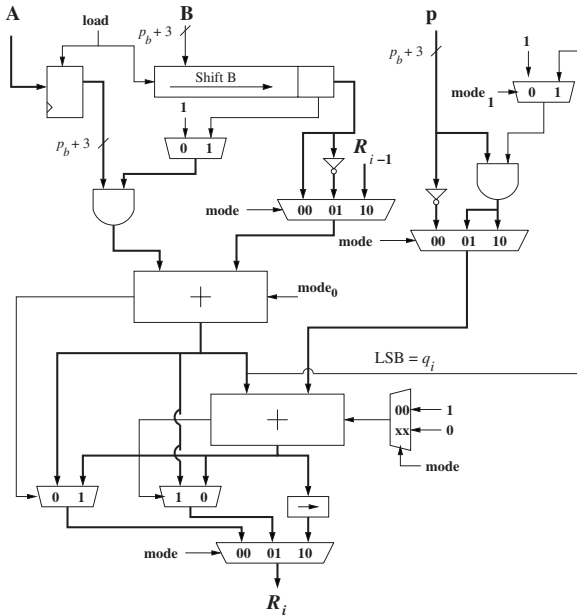 A
load
B
p
p_b + 3
p_b + 3
1
Shift B
mode_1
0 1
1
p_b + 3
0 1
R_{i−1}
mode
00 01 10
mode
00 01 10
+
mode_0
LSB = q_i
+
00
1
xx
0
mode
0 1
1 0
mode
00 01 10
R_i